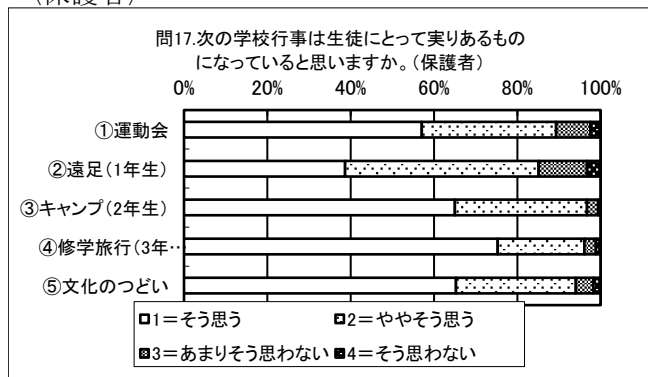 (保護者)
問17.次の学校行事は生徒にとって実りあるもの
になっていると思いますか。(保護者)
0% 20% 40% 60% 80% 100%
①運動会
②遠足(1年生)
③キャンプ(2年生)
④修学旅行(3年…
⑤文化のつどい
1=そう思う 2=ややそう思う
3=あまりそう思わない 4=そう思わない